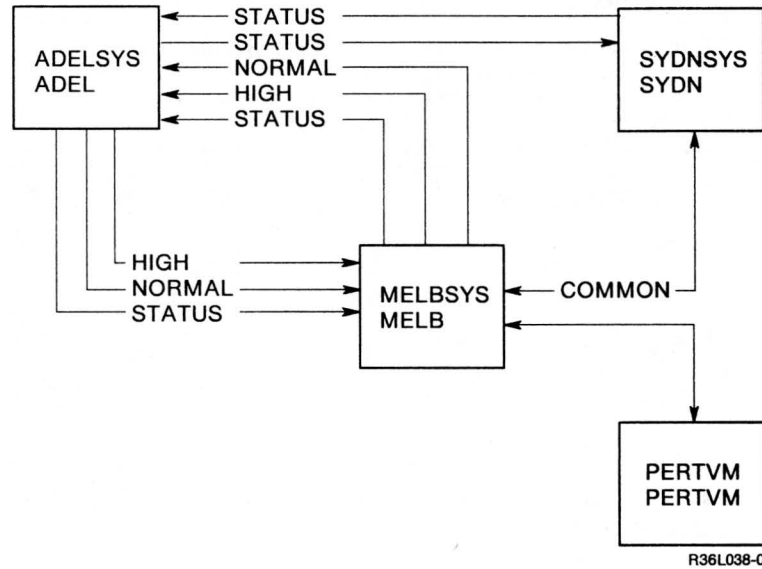 STATUS
STATUS
NORMAL
HIGH
STATUS
ADELSYS
ADEL
SYDNSYS
SYDN
HIGH
NORMAL
STATUS
MELBSYS
MELB
COMMON
PERTVM
PERTVM
R36L038-0